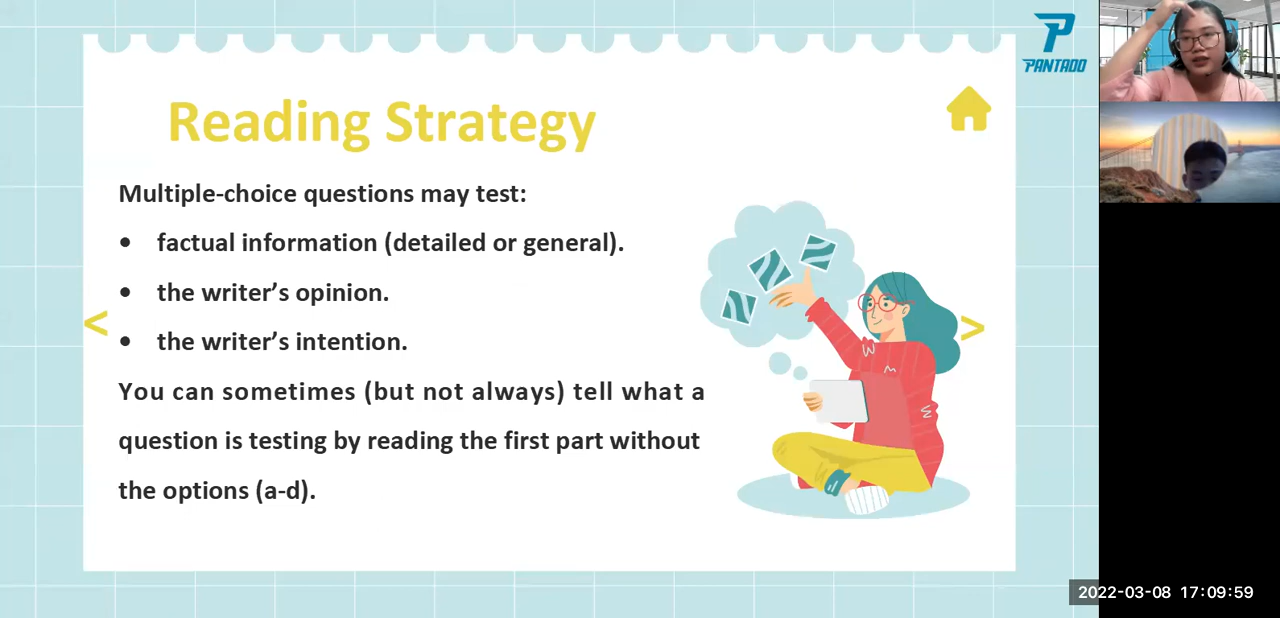 PANTADO
Reading Strategy
Multiple-choice questions may test:
• factual information (detailed or general).
• the writer’s opinion.
• the writer’s intention.
You can sometimes (but not always) tell what a
question is testing by reading the first part without
the options (a-d).
2022-03-08 17:09:59